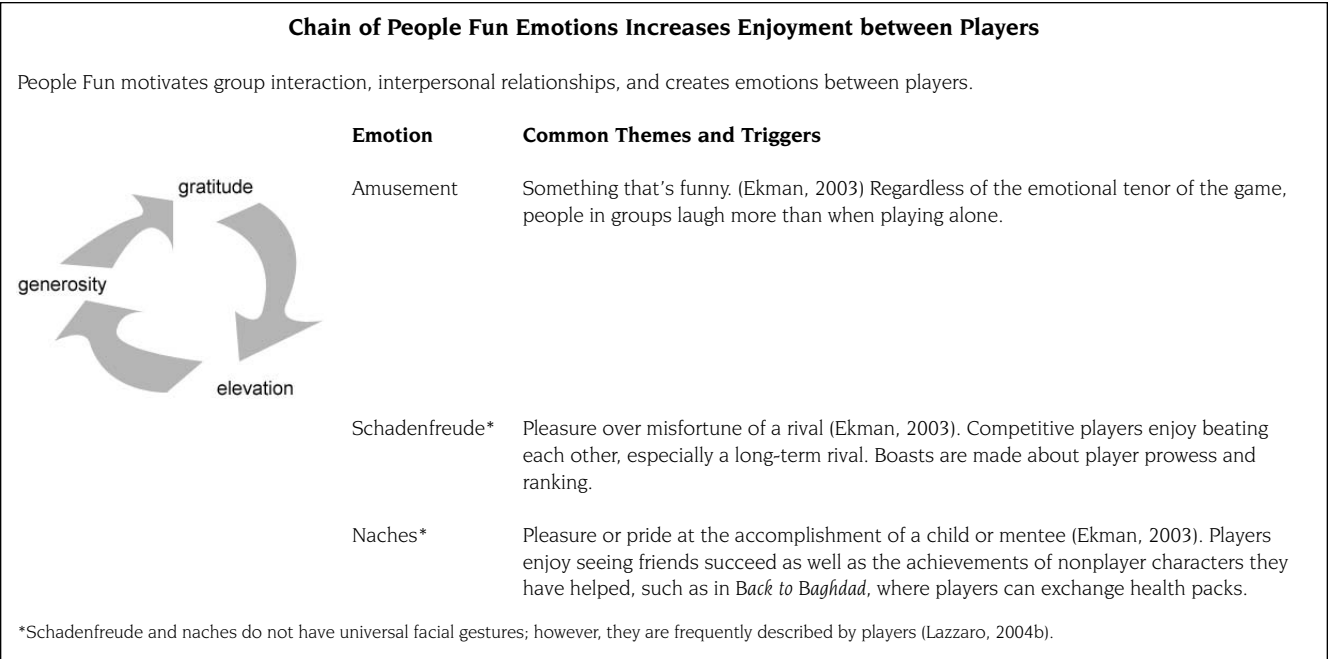 Chain of People Fun Emotions Increases Enjoyment between Players
People Fun motivates group interaction, interpersonal relationships, and creates emotions between players.
Emotion Common Themes and Triggers
gratitude
generosity
elevation
Amusement Something that's funny. (Ekman, 2003) Regardless of the emotional tenor of the game,
people in groups laugh more than when playing alone.
Schadenfreude* Pleasure over misfortune of a rival (Ekman, 2003). Competitive players enjoy beating
each other, especially a long-term rival. Boasts are made about player prowess and
ranking.
Naches* Pleasure or pride at the accomplishment of a child or mentee (Ekman, 2003). Players
enjoy seeing friends succeed as well as the achievements of nonplayer characters they
have helped, such as in Back to Baghdad, where players can exchange health packs.
*Schadenfreude and naches do not have universal facial gestures; however, they are frequently described by players (Lazzaro, 2004b).